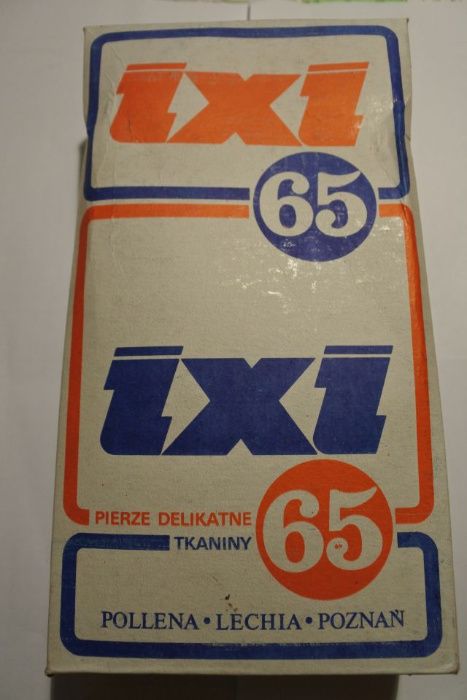 ixi
65
ixi
PIERZE DELIKATNE
TKANINY
65
POLLENA • LECHIA • POZNAŃ